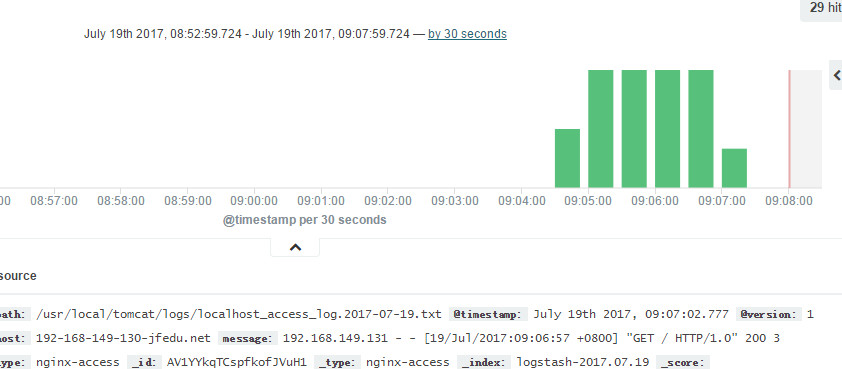 29 hit
July 19th 2017, 08:52:59.724 - July 19th 2017, 09:07:59.724 — by 30 seconds
00 08:57:00 08:58:00 08:59:00 09:00:00 09:01:00 09:02:00 09:03:00 09:04:00 09:05:00 09:06:00 09:07:00 09:08:00
@timestamp per 30 seconds
source
path: /usr/local/tomcat/logs/localhost_access_log.2017-07-19.txt @timestamp: July 19th 2017, 09:07:02.777 @version: 1
host: 192-168-149-130-jfedu.net message: 192.168.149.131 - - [19/Jul/2017:09:06:57 +0800] "GET / HTTP/1.0" 200 3
type: nginx-access _id: AV1YYkqTCspfkofJVuH1 _type: nginx-access _index: logstash-2017.07.19 _score: